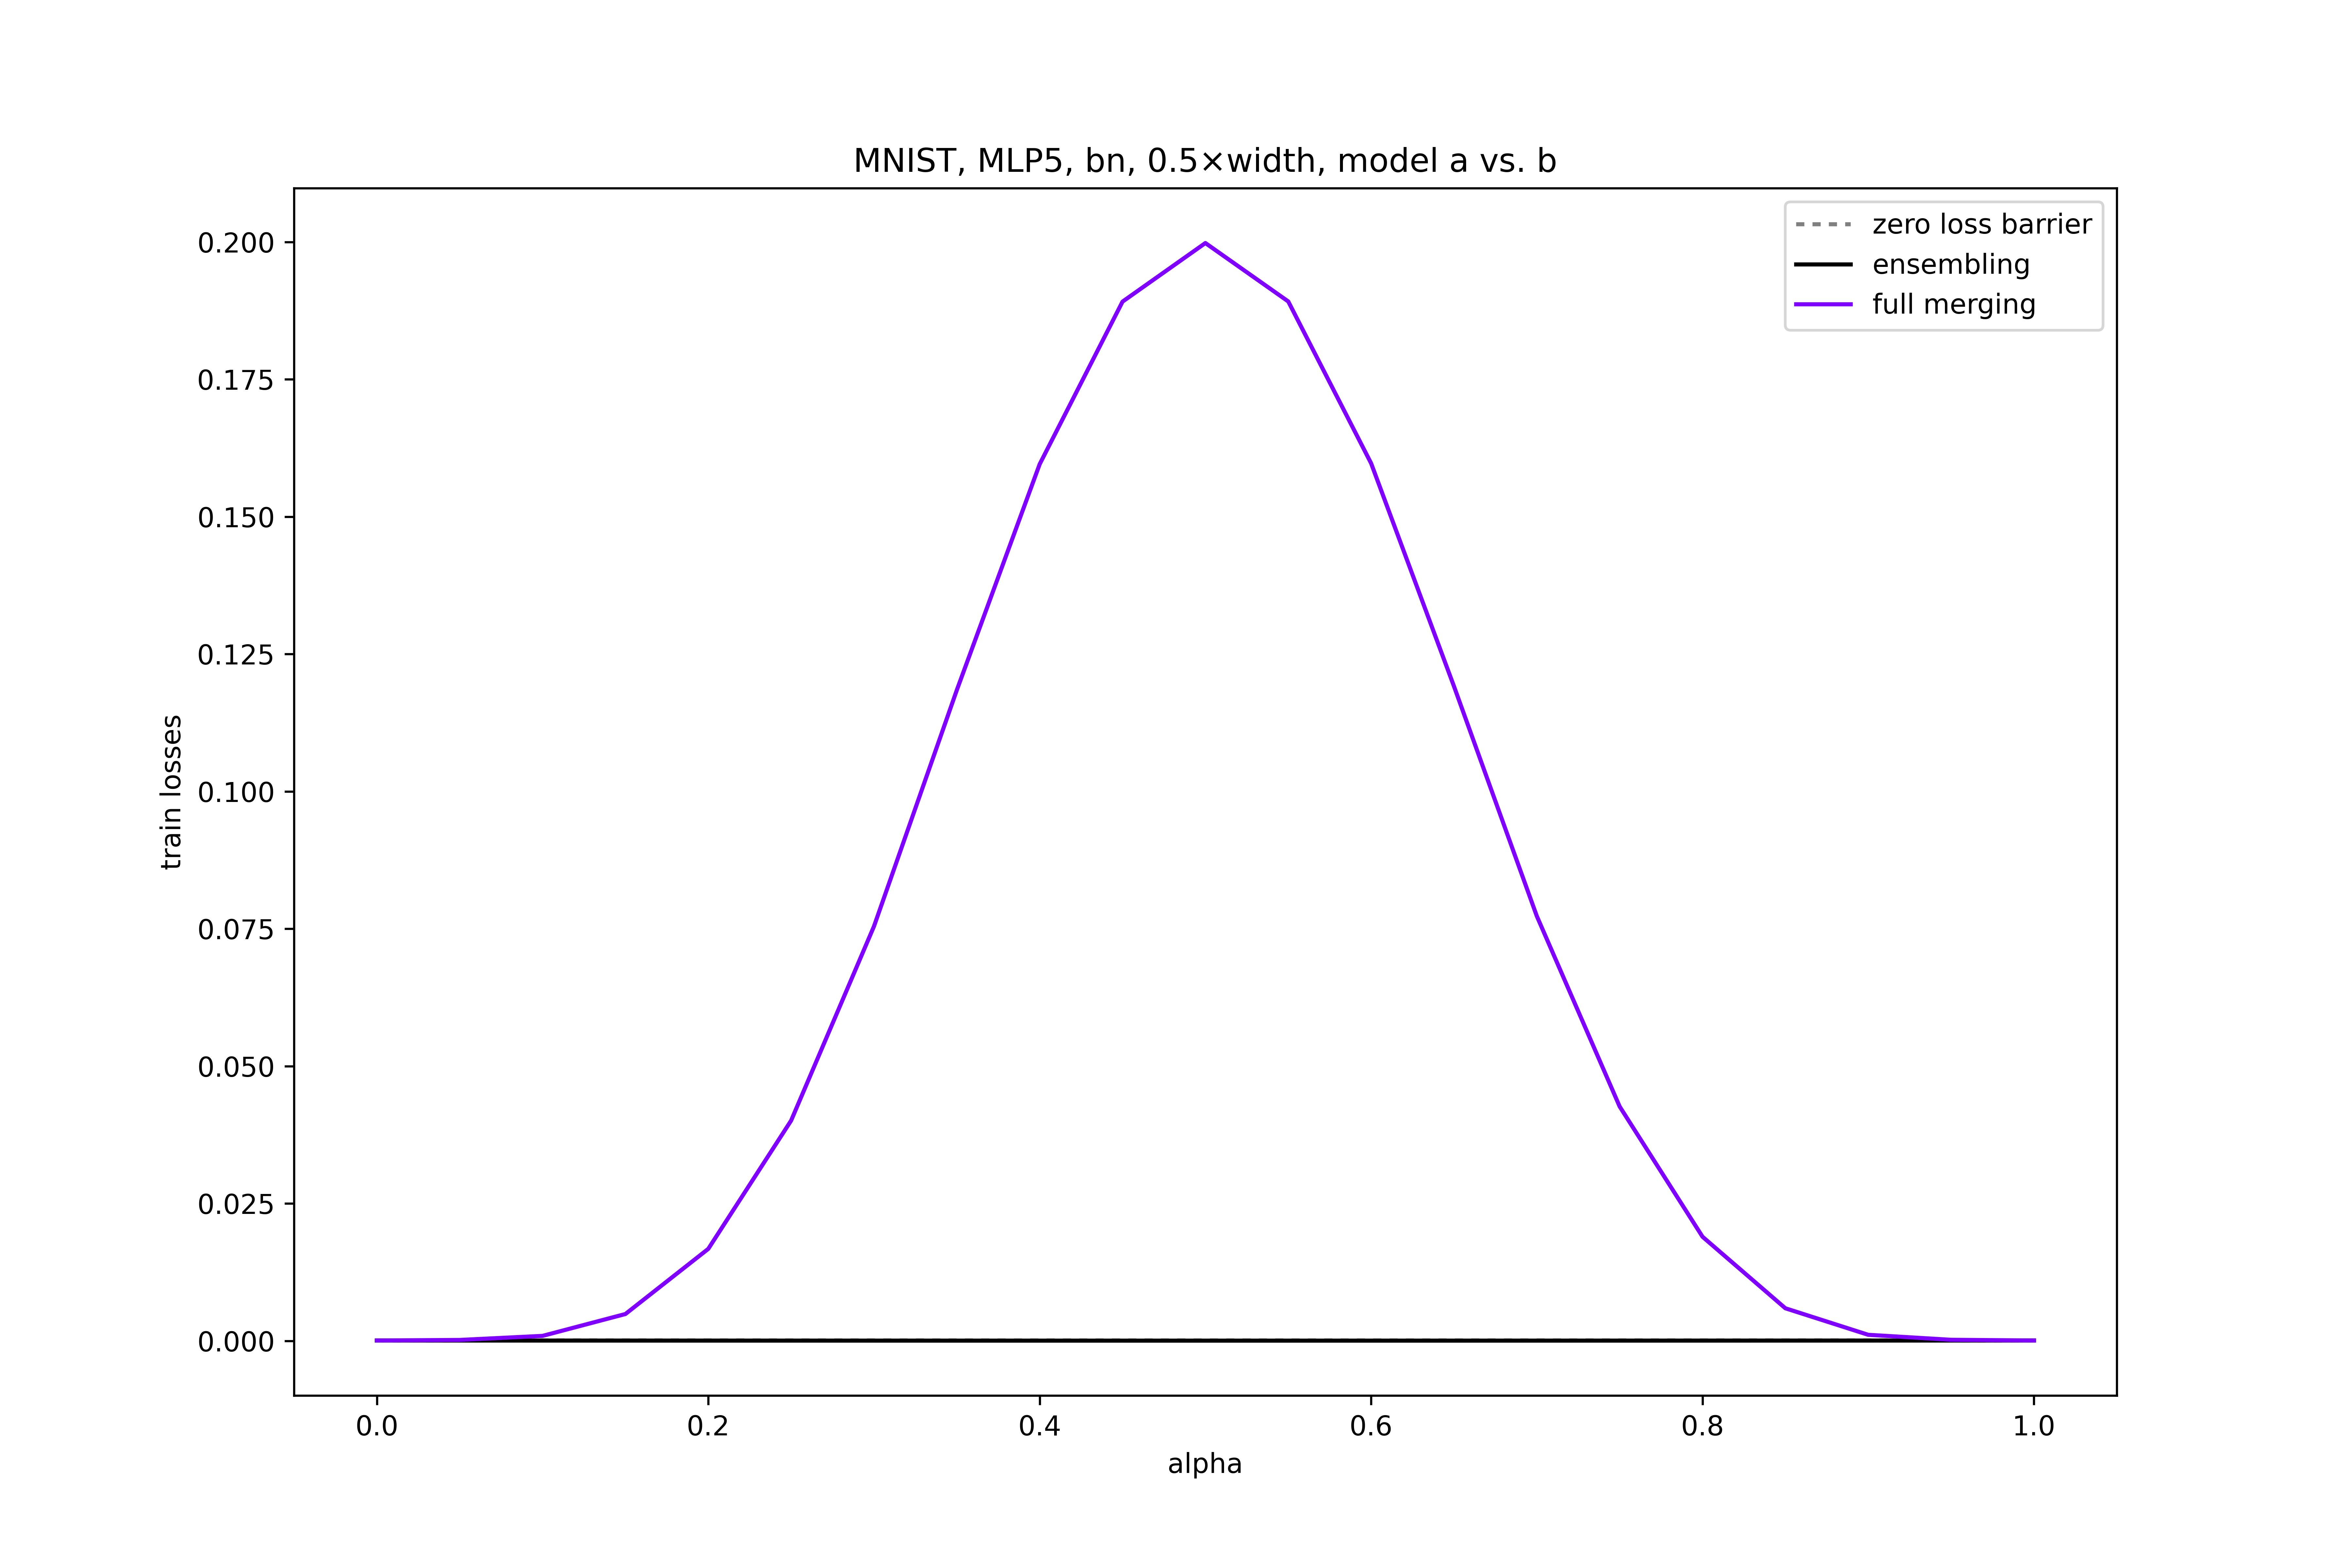 MNIST, MLP5, bn, 0.5×width, model a vs. b
zero loss barrier
ensembling
full merging
0.200
0.175
0.150
0.125
0.100
0.075
0.050
0.025
0.000
train losses
0.0 0.2 0.4 0.6 0.8 1.0
alpha